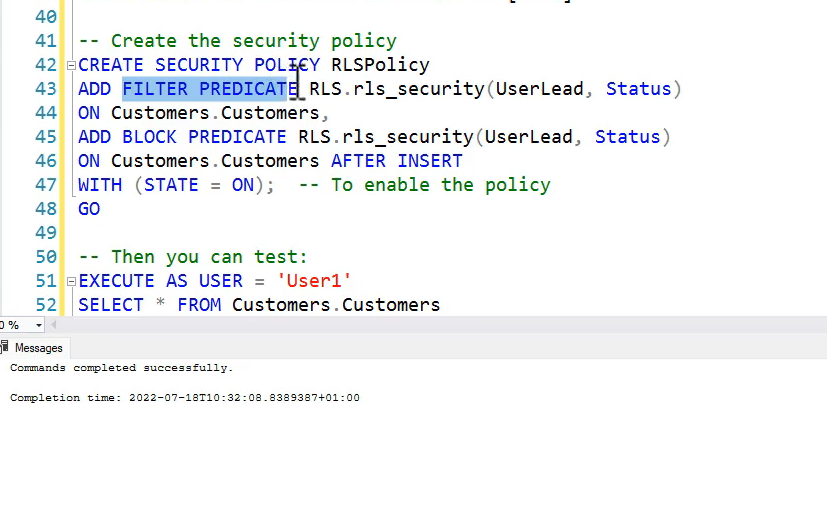 40
41 -- Create the security policy
42 CREATE SECURITY POLICY RLSPolicy
43 ADD FILTER PREDICATE RLS.rls_security(UserLead, Status)
44 ON Customers.Customers,
45 ADD BLOCK PREDICATE RLS.rls_security(UserLead, Status)
46 ON Customers.Customers AFTER INSERT
47 WITH (STATE = ON);  -- To enable the policy
48 GO
49
50 -- Then you can test:
51 EXECUTE AS USER = 'User1'
52 SELECT * FROM Customers.Customers
0 %
Messages
Commands completed successfully.
Completion time: 2022-07-18T10:32:08.8389387+01:00